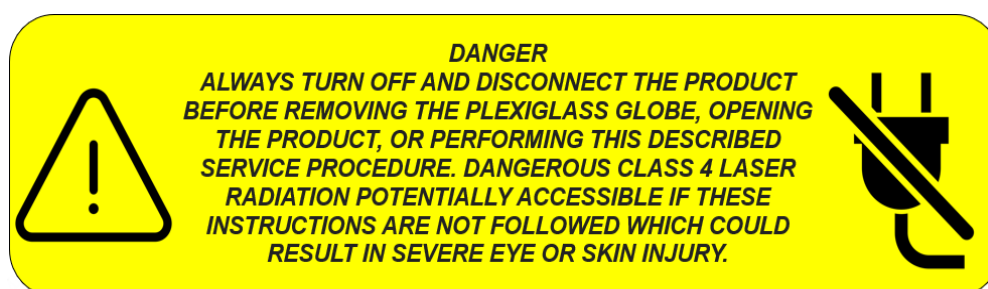 DANGER
ALWAYS TURN OFF AND DISCONNECT THE PRODUCT
BEFORE REMOVING THE PLEXIGLASS GLOBE, OPENING
THE PRODUCT, OR PERFORMING THIS DESCRIBED
SERVICE PROCEDURE. DANGEROUS CLASS 4 LASER
RADIATION POTENTIALLY ACCESSIBLE IF THESE
INSTRUCTIONS ARE NOT FOLLOWED WHICH COULD
RESULT IN SEVERE EYE OR SKIN INJURY.